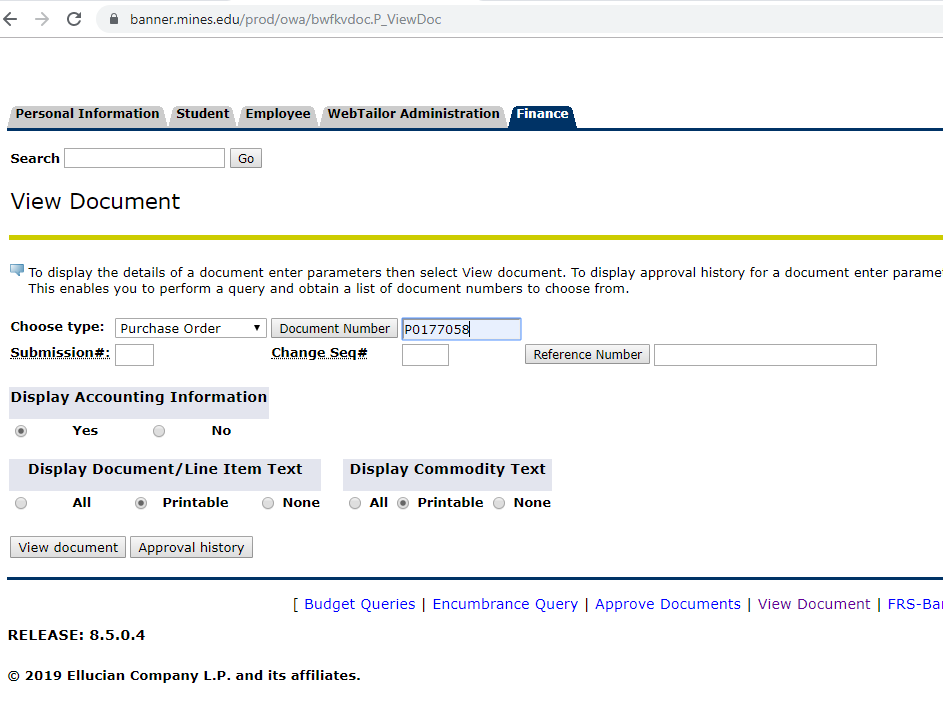 banner.mines.edu/prod/owa/bwfkvdoc.P_ViewDoc
Personal Information Student Employee WebTailor Administration Finance
Search Go
View Document
To display the details of a document enter parameters then select View document. To display approval history for a document enter parame
This enables you to perform a query and obtain a list of document numbers to choose from.
Choose type: Purchase Order Document Number P0177058
Submission#: Change Seq# Reference Number
Display Accounting Information
Yes No
Display Document/Line Item Text Display Commodity Text
All Printable None All Printable None
View document Approval history
[ Budget Queries | Encumbrance Query | Approve Documents | View Document | FRS-Ban
RELEASE: 8.5.0.4
© 2019 Ellucian Company L.P. and its affiliates.